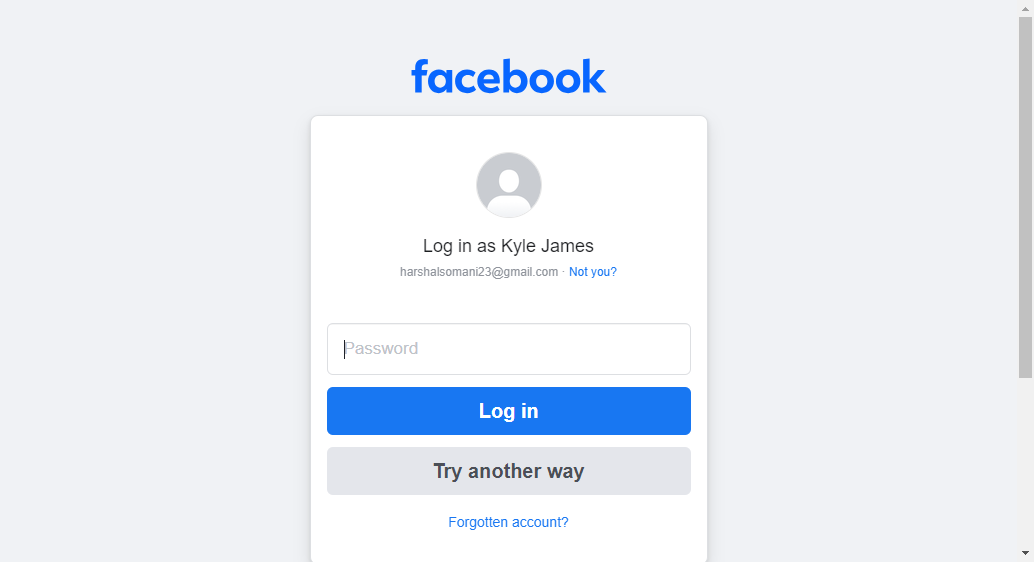 facebook
Log in as Kyle James
harshalsomani23@gmail.com · Not you?
Password
Log in
Try another way
Forgotten account?